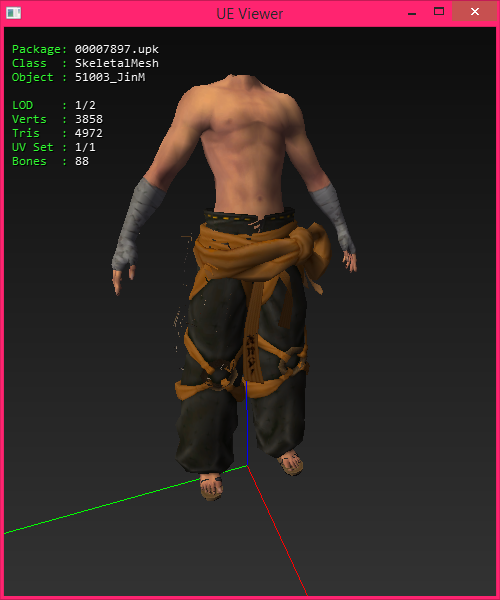 UE Viewer
Package: 00007897.upk
Class : SkeletalMesh
Object : 51003_JinM
LOD : 1/2
Verts : 3858
Tris : 4972
UV Set : 1/1
Bones : 88